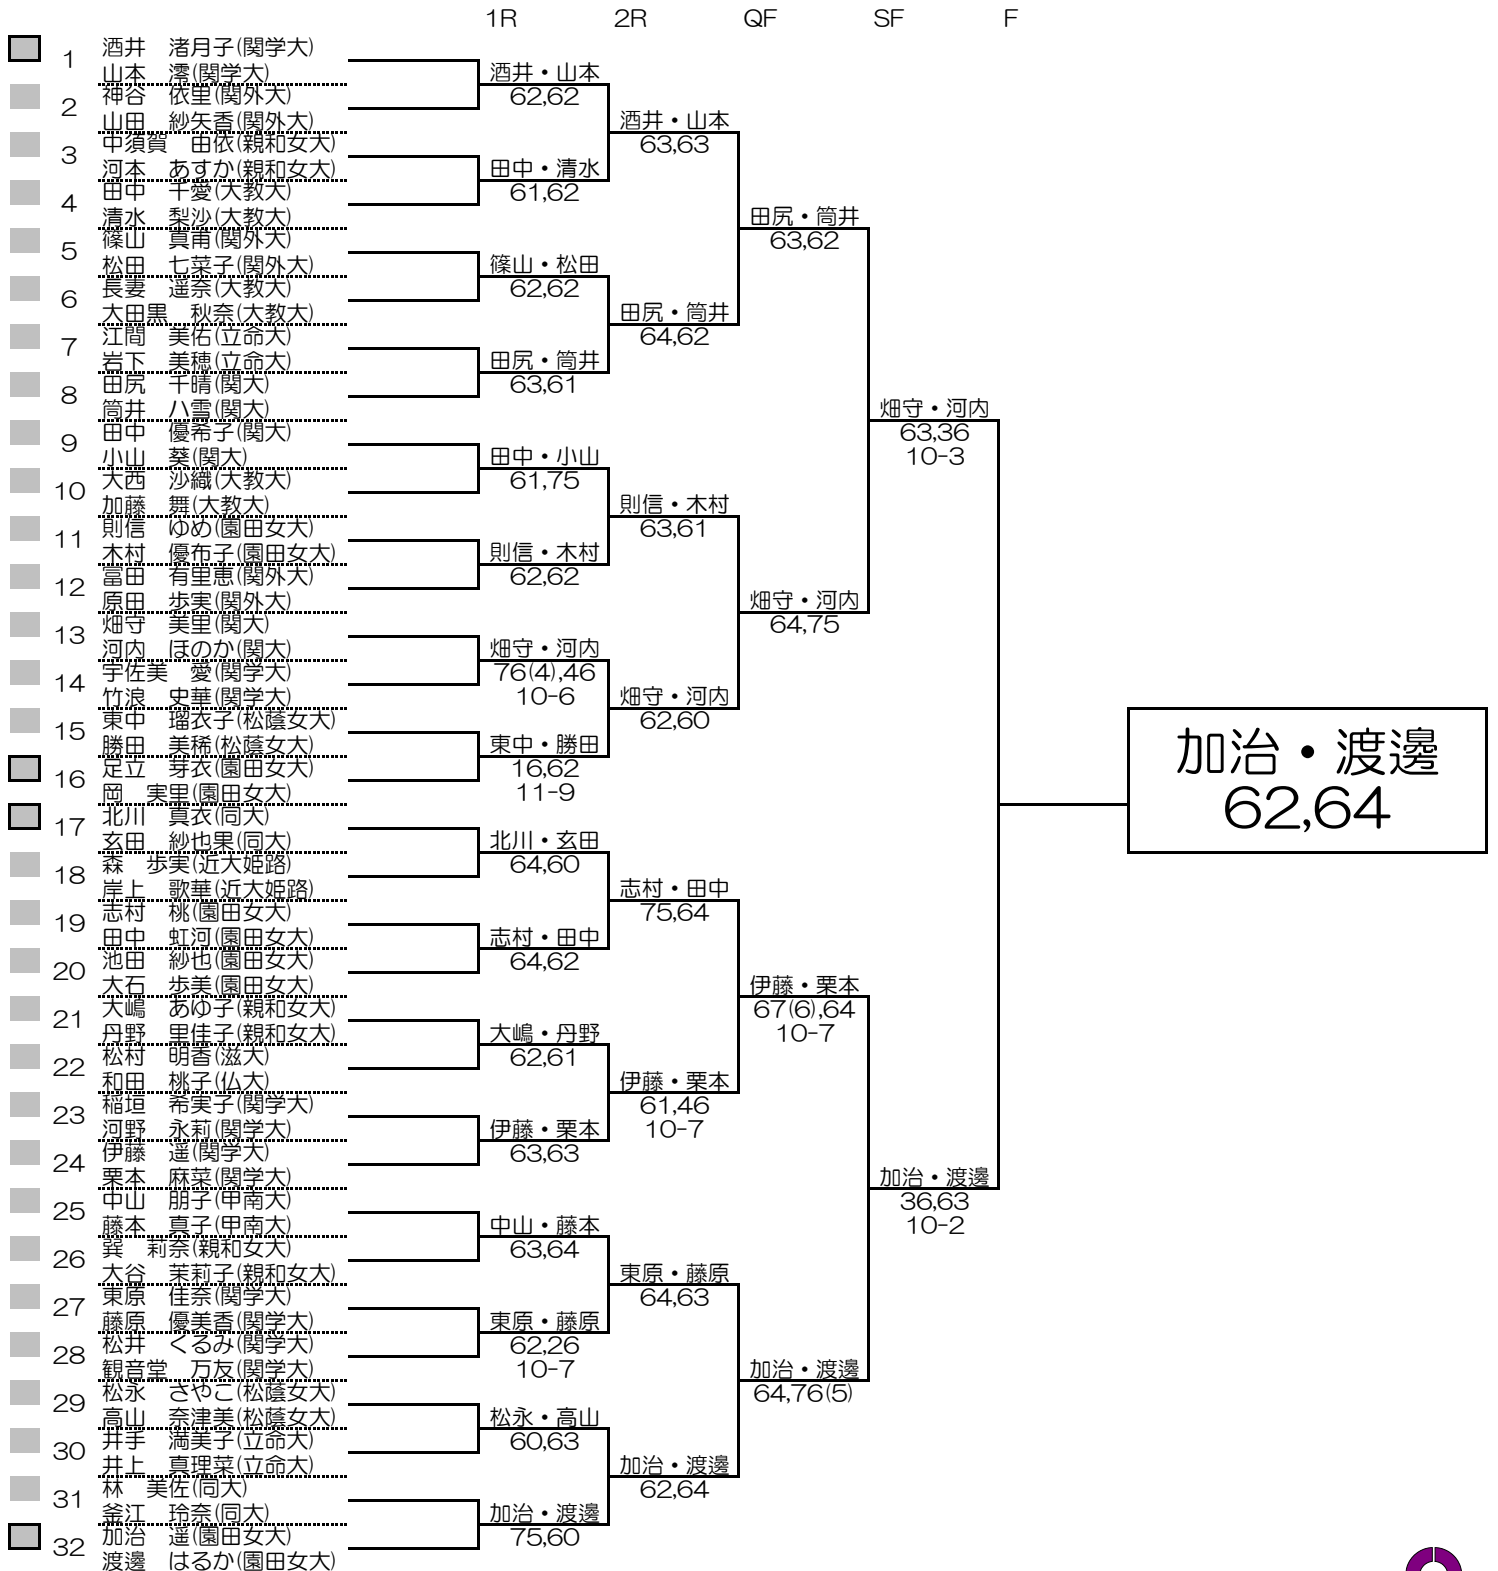 1R 2R QF SF F
1 酒井　渚月子(関学大)
山本　澪(関学大)
2 神谷　依里(関外大)
山田　紗矢香(関外大)
3 中須賀　由依(親和女大)
河本　あすか(親和女大)
4 田中　千愛(大教大)
清水　梨沙(大教大)
5 篠山　真甫(関外大)
松田　七菜子(関外大)
6 長妻　遥奈(大教大)
大田黒　秋奈(大教大)
7 江間　美佑(立命大)
岩下　美穂(立命大)
8 田尻　千晴(関大)
筒井　八雪(関大)
9 田中　優希子(関大)
小山　葵(関大)
10 大西　沙織(大教大)
加藤　舞(大教大)
11 則信　ゆめ(園田女大)
木村　優布子(園田女大)
12 冨田　有里恵(関外大)
原田　歩実(関外大)
13 畑守　美里(関大)
河内　ほのか(関大)
14 宇佐美　愛(関学大)
竹浪　史華(関学大)
15 東中　瑠衣子(松蔭女大)
勝田　美稀(松蔭女大)
16 足立　芽衣(園田女大)
岡　実里(園田女大)
17 北川　真衣(同大)
玄田　紗也果(同大)
18 森　歩実(近大姫路)
岸上　歌華(近大姫路)
19 志村　桃(園田女大)
田中　虹河(園田女大)
20 池田　紗也(園田女大)
大石　歩美(園田女大)
21 大嶋　あゆ子(親和女大)
丹野　里佳子(親和女大)
22 松村　明香(滋大)
和田　桃子(仏大)
23 稲垣　希実子(関学大)
河野　永莉(関学大)
24 伊藤　遥(関学大)
栗本　麻菜(関学大)
25 中山　朋子(甲南大)
藤本　真子(甲南大)
26 巽　莉奈(親和女大)
大谷　茉莉子(親和女大)
27 東原　佳奈(関学大)
藤原　優美香(関学大)
28 松井　くるみ(関学大)
観音堂　万友(関学大)
29 松永　さやこ(松蔭女大)
高山　奈津美(松蔭女大)
30 井手　満美子(立命大)
井上　真理菜(立命大)
31 林　美佐(同大)
釜江　玲奈(同大)
32 加治　遥(園田女大)
渡邊　はるか(園田女大)
酒井・山本
62,62
田中・清水
61,62
篠山・松田
62,62
田尻・筒井
63,61
田中・小山
61,75
則信・木村
62,62
畑守・河内
76(4),46
10-6
東中・勝田
16,62
11-9
北川・玄田
64,60
志村・田中
64,62
大嶋・丹野
62,61
伊藤・栗本
63,63
中山・藤本
63,64
東原・藤原
62,26
10-7
松永・高山
60,63
加治・渡邊
75,60
酒井・山本
63,63
田尻・筒井
64,62
則信・木村
63,61
畑守・河内
62,60
志村・田中
75,64
伊藤・栗本
61,46
10-7
東原・藤原
64,63
加治・渡邊
62,64
田尻・筒井
63,62
畑守・河内
64,75
伊藤・栗本
67(6),64
10-7
加治・渡邊
64,76(5)
畑守・河内
63,36
10-3
加治・渡邊
36,63
10-2
加治・渡邊
62,64